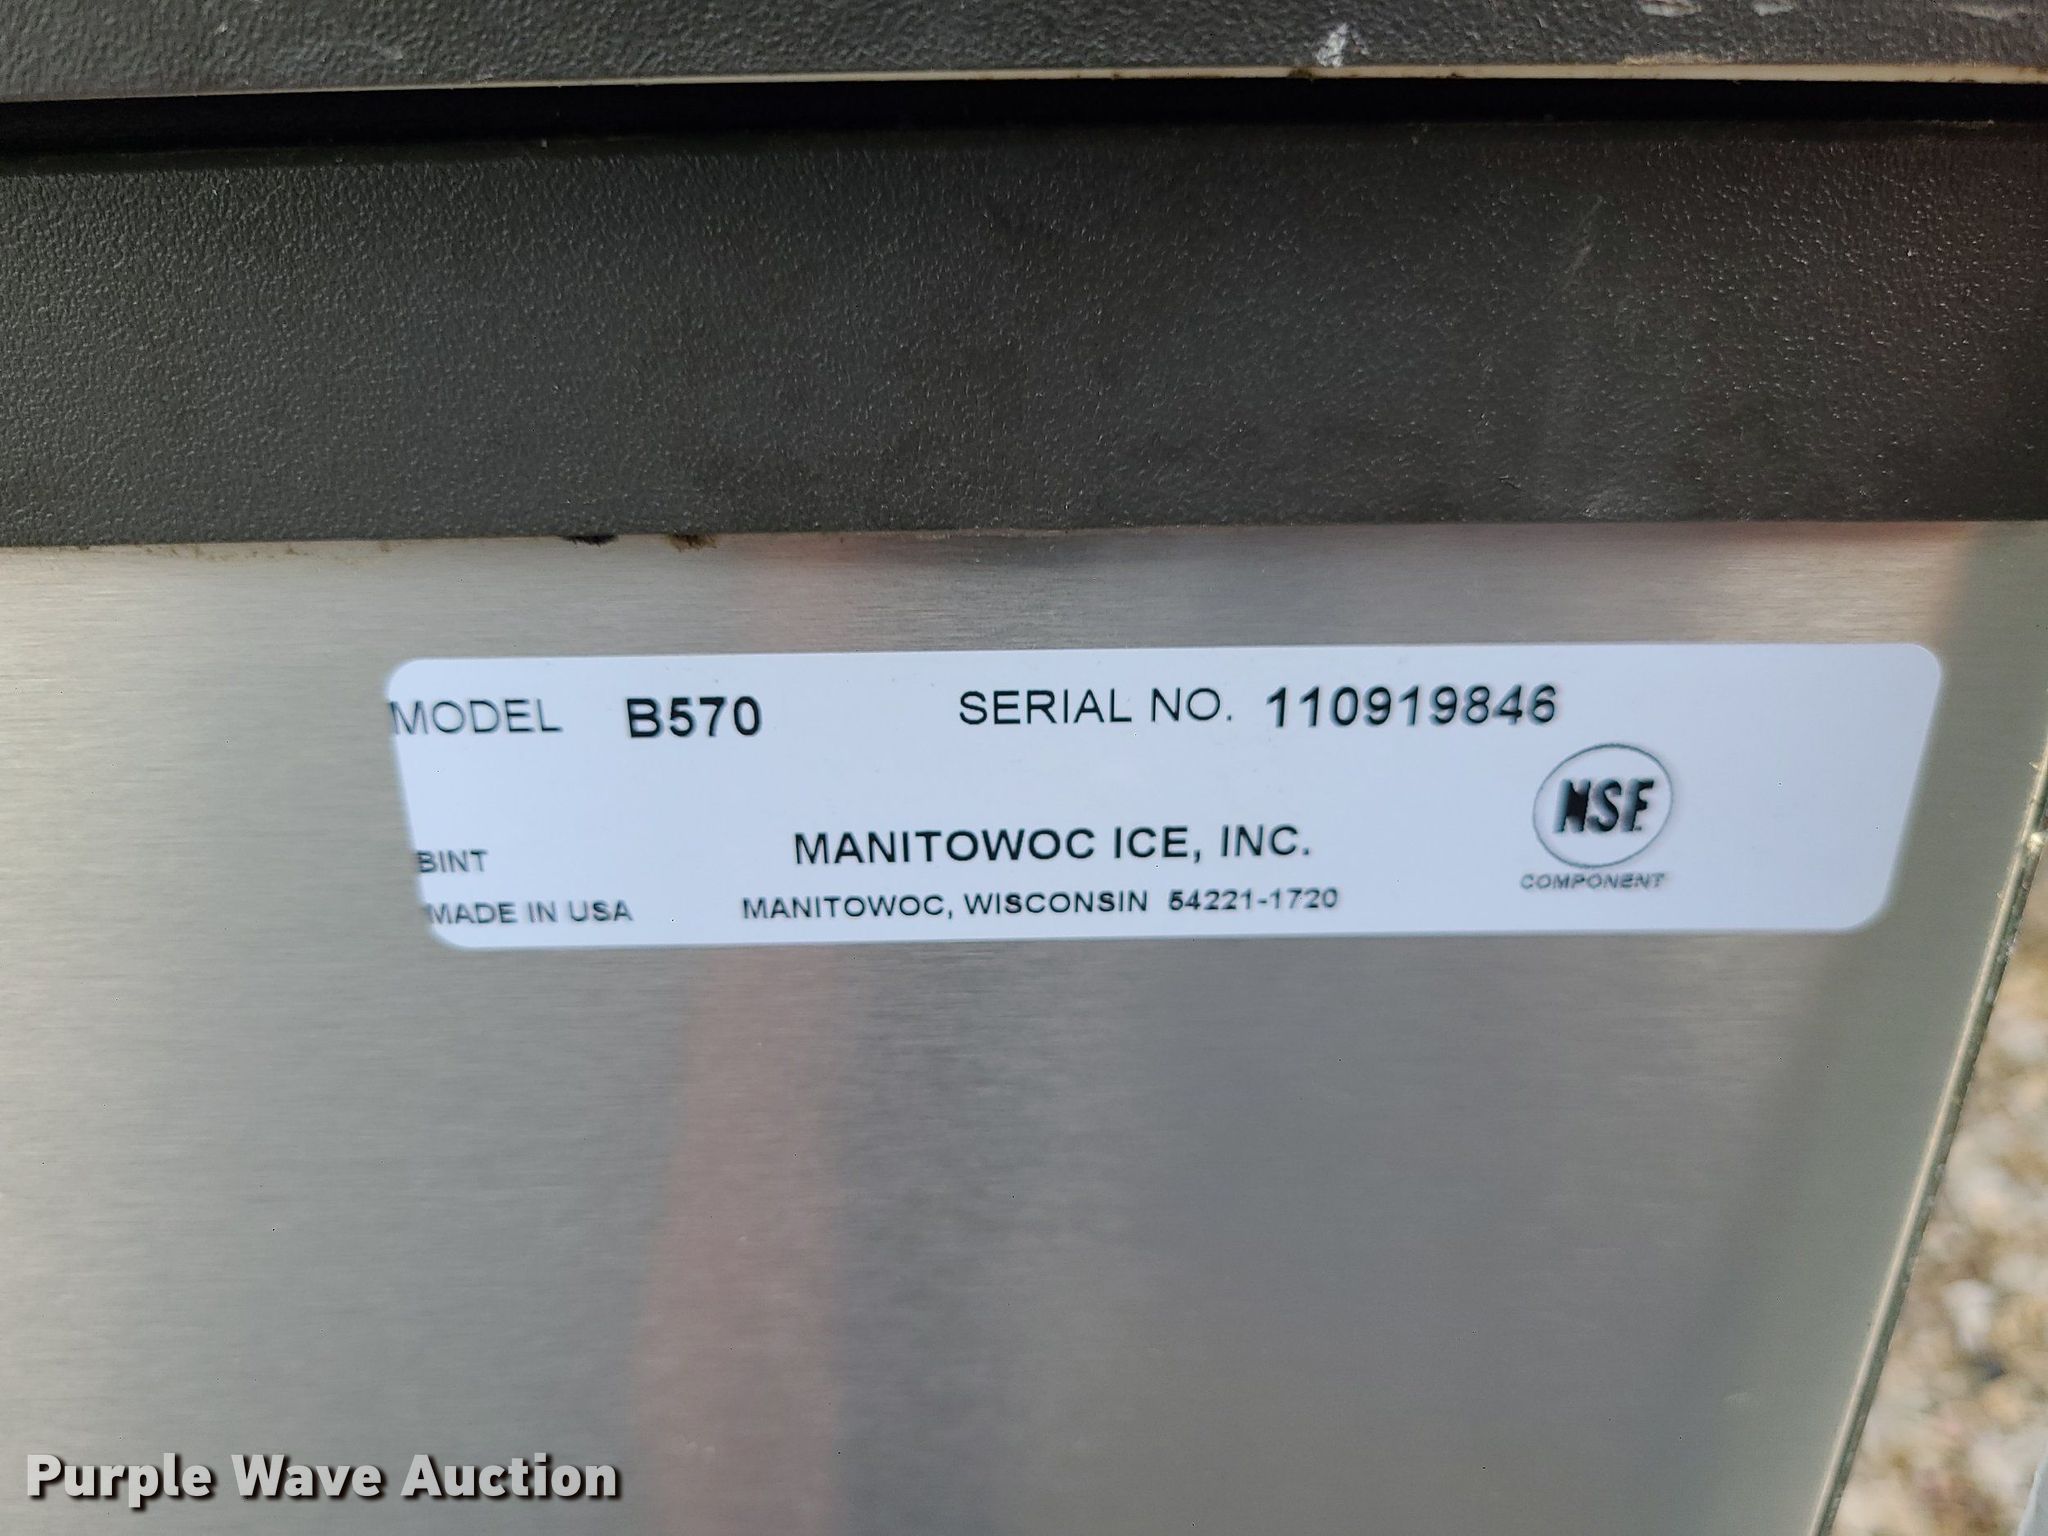 MODEL B570 SERIAL NO. 110919846
NSF
COMPONENT
BINT MANITOWOC ICE, INC.
MADE IN USA MANITOWOC, WISCONSIN 54221-1720
Purple Wave Auction